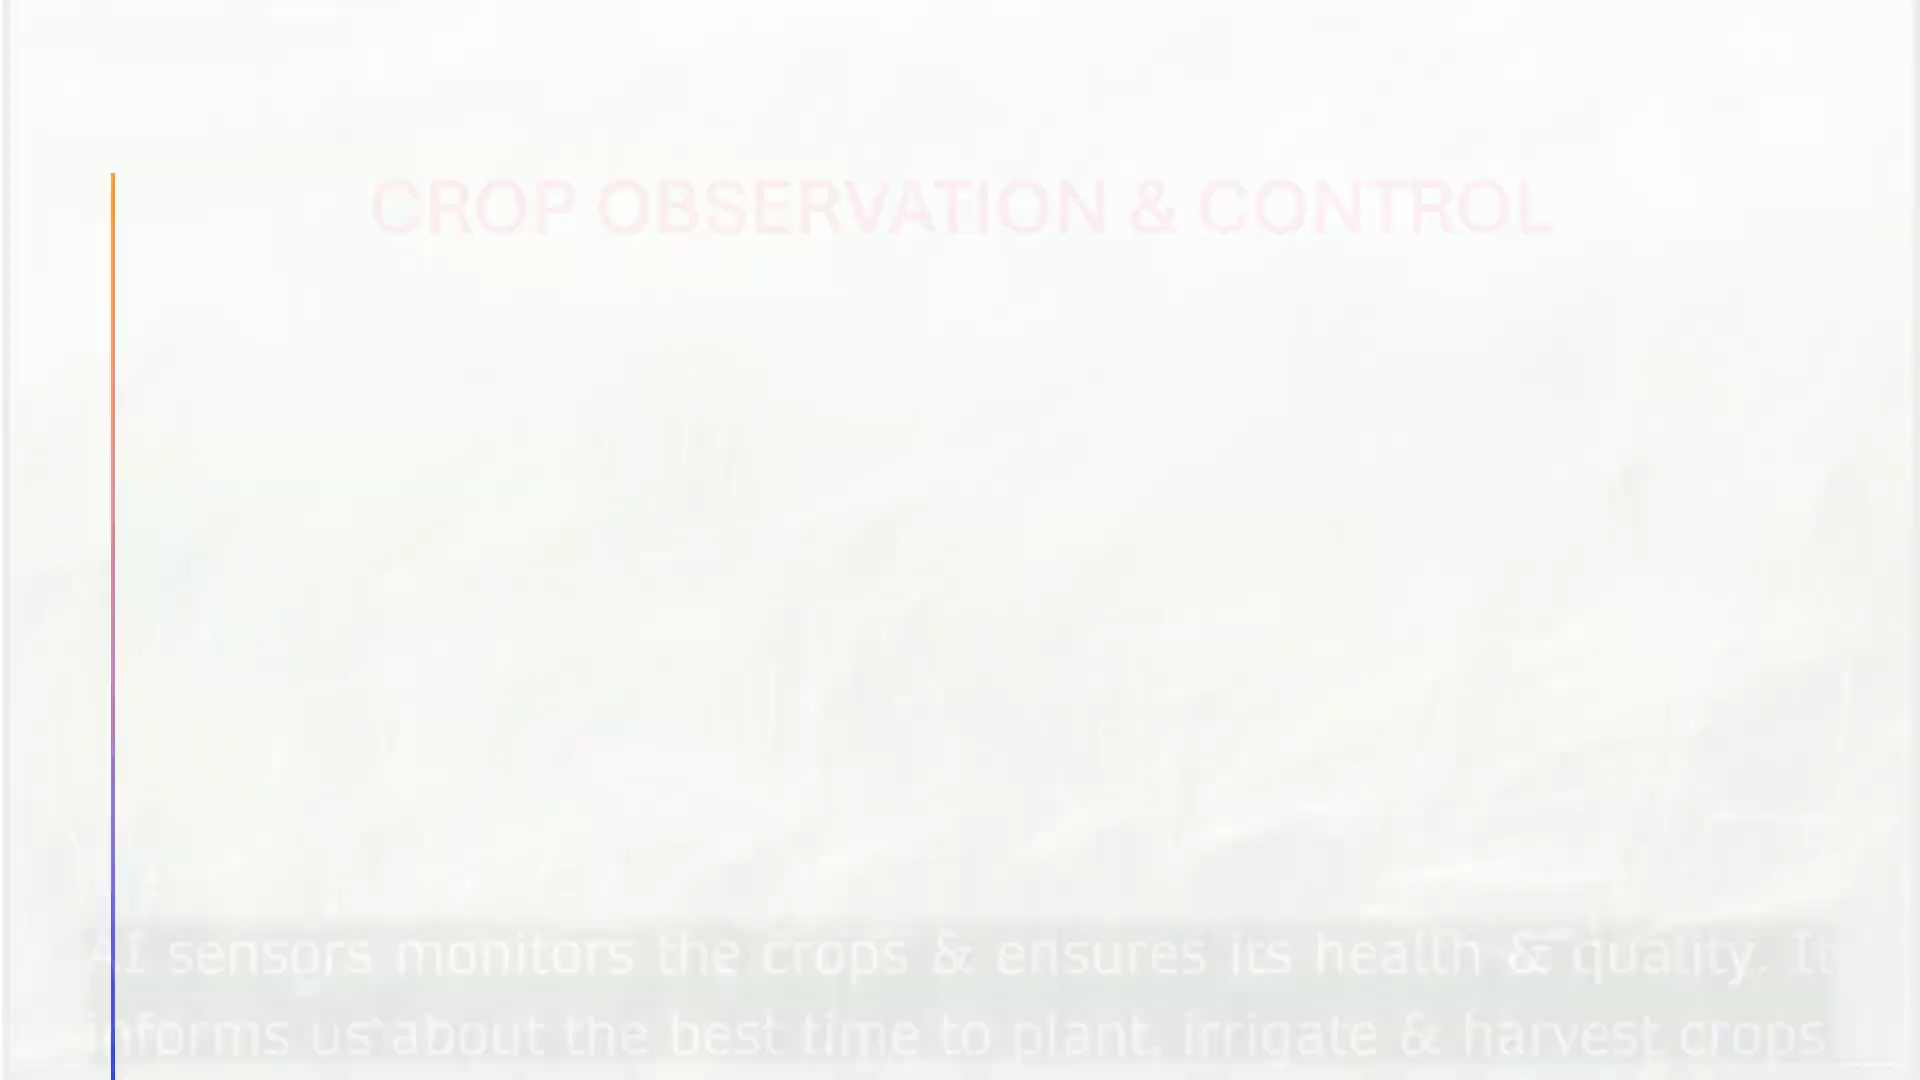 CROP OBSERVATION & CONTROL
AI sensors monitors the crops & ensures its health & quality. It
informs us about the best time to plant, irrigate & harvest crops